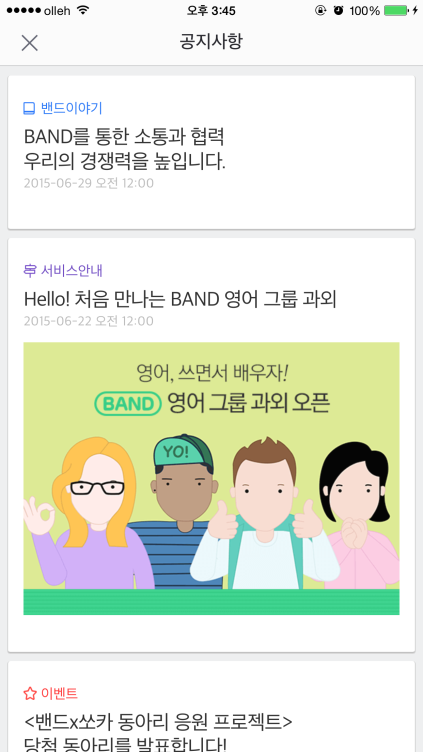 olleh 오후 3:45 100%
공지사항
밴드이야기
BAND를 통한 소통과 협력
우리의 경쟁력을 높입니다.
2015-06-29 오전 12:00
서비스안내
Hello! 처음 만나는 BAND 영어 그룹 과외
2015-06-22 오전 12:00
영어, 쓰면서 배우자!
BAND 영어 그룹 과외 오픈
YO!
이벤트
<밴드x쏘카 동아리 응원 프로젝트>
당첨 동아리를 발표합니다!